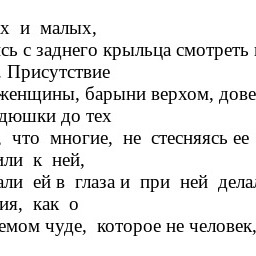 х и малых,
сь с заднего крыльца смотреть
. Присутствие
женщины, барыни верхом, дове
дюшки до тех
, что многие, не стесняясь ее
или к ней,
али ей в глаза и при ней дела
ия, как о
емом чуде, которое не человек,